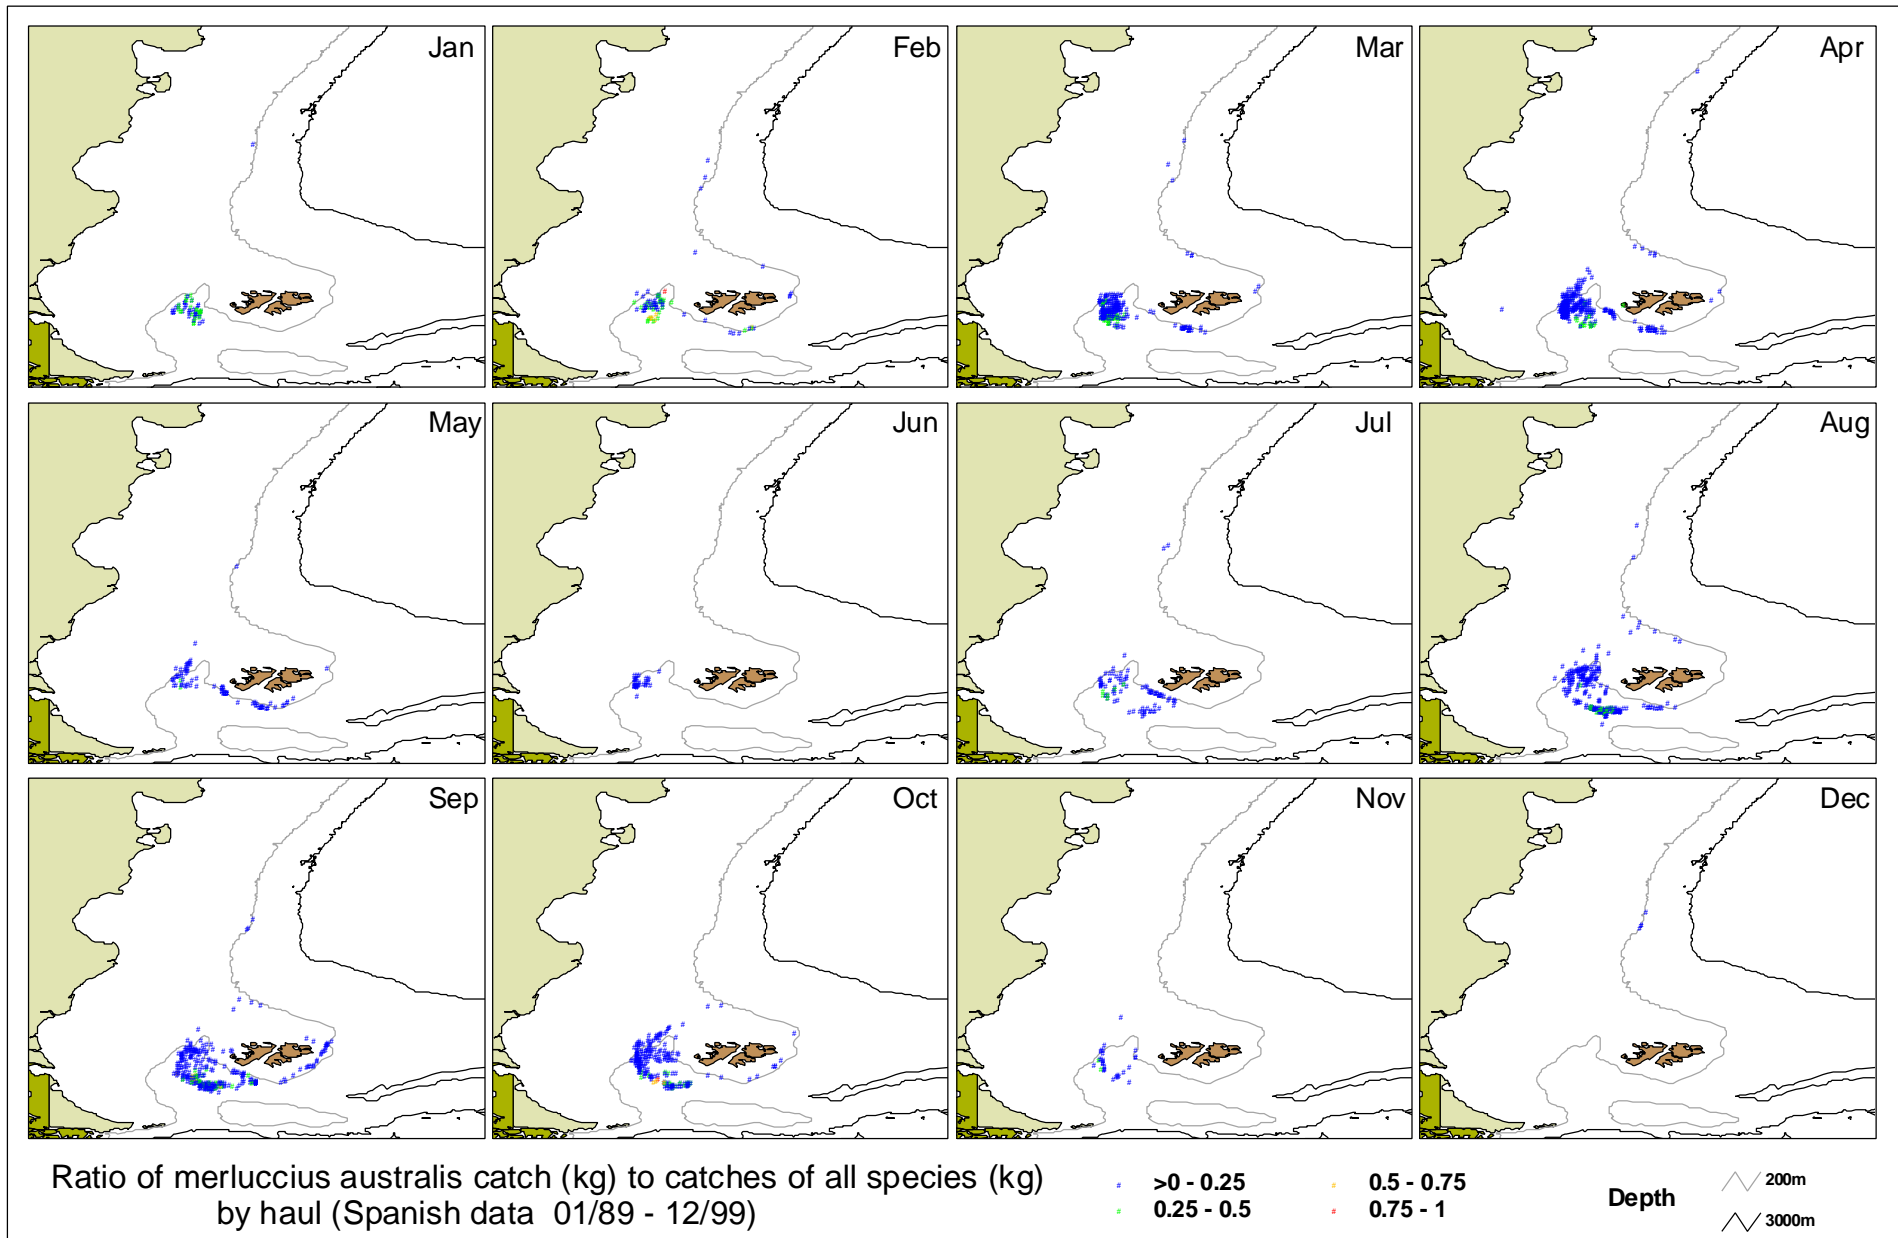 Jan
Feb
Mar
Apr
May
Jun
Jul
Aug
Sep
Oct
Nov
Dec
Ratio of merluccius australis catch (kg) to catches of all species (kg)
by haul (Spanish data 01/89 - 12/99)
>0 - 0.25
0.25 - 0.5
0.5 - 0.75
0.75 - 1
Depth
200m
3000m